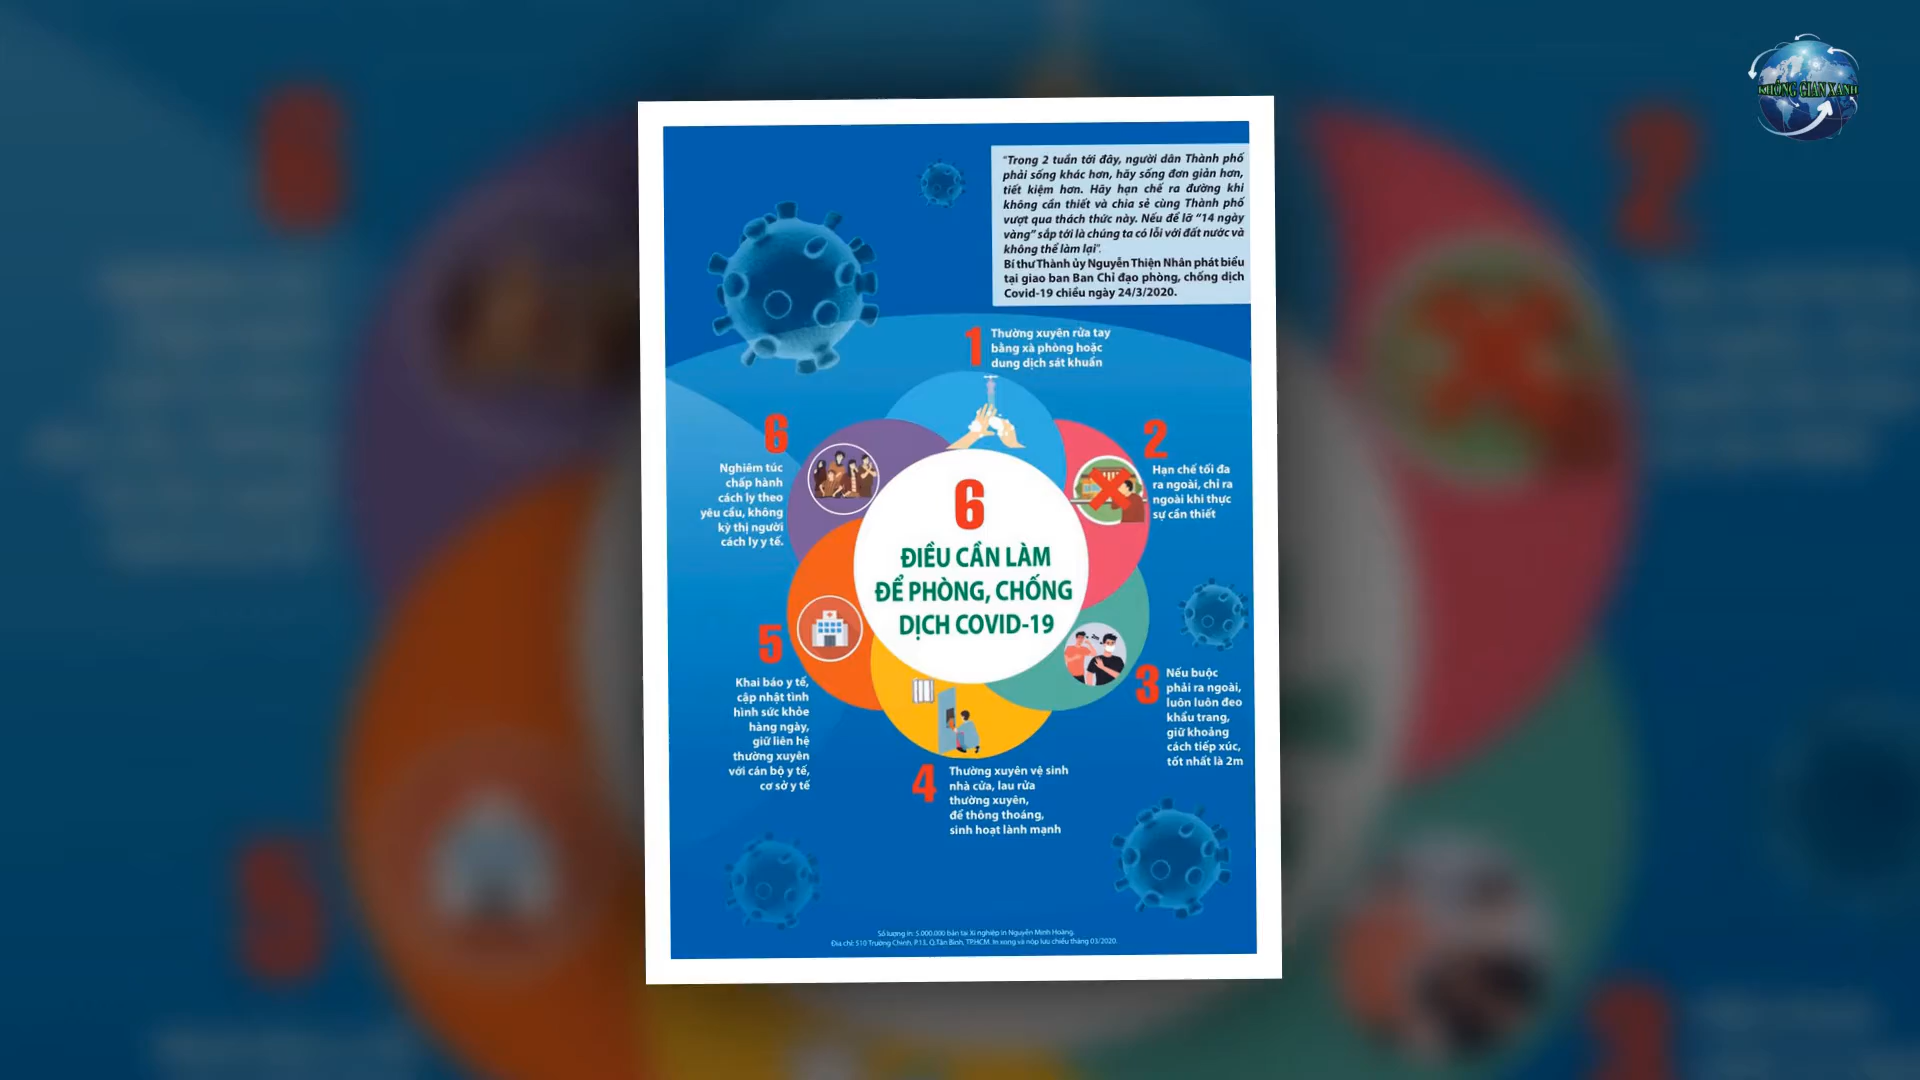 KHÔNG GIAN XANH
"Trong 2 tuần tới đây, người dân Thành phố
phải sống khác hơn, hãy sống đơn giản hơn,
tiết kiệm hơn. Hãy hạn chế ra đường khi
không cần thiết và chia sẻ cùng Thành phố
vượt qua thách thức này. Nếu để lỡ "14 ngày
vàng" sắp tới là chúng ta có lỗi với đất nước và
không thể làm lại".
Bí thư Thành ủy Nguyễn Thiện Nhân phát biểu
tại giao ban Ban Chỉ đạo phòng, chống dịch
Covid-19 chiều ngày 24/3/2020.
1
Thường xuyên rửa tay
bằng xà phòng hoặc
dung dịch sát khuẩn
2
Hạn chế tối đa
ra ngoài, chỉ ra
ngoài khi thực
sự cần thiết
6
ĐIỀU CẦN LÀM
ĐỂ PHÒNG, CHỐNG
DỊCH COVID-19
3
Nếu buộc
phải ra ngoài,
luôn luôn đeo
khẩu trang,
giữ khoảng
cách tiếp xúc,
tốt nhất là 2m
4
Thường xuyên vệ sinh
nhà cửa, lau rửa
thường xuyên,
để thông thoáng,
sinh hoạt lành mạnh
5
Khai báo y tế,
cập nhật tình
hình sức khỏe
hàng ngày,
giữ liên hệ
thường xuyên
với cán bộ y tế,
cơ sở y tế
6
Nghiêm túc
chấp hành
cách ly theo
yêu cầu, không
kỳ thị người
cách ly y tế.
Số lượng in: 5.000.000 bản tại Xí nghiệp in Nguyễn Minh Hoàng.
Địa chỉ: 510 Trường Chinh, P.13, Q.Tân Bình, TP.HCM. In xong và nộp lưu chiểu tháng 03/2020.